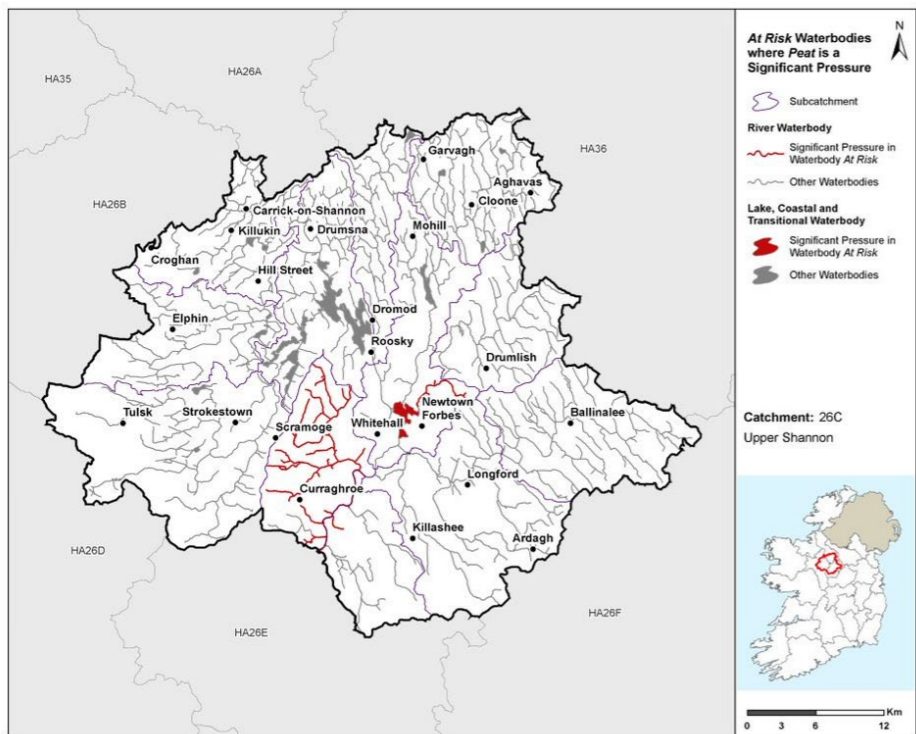 HA35
HA26A
HA36
HA26B
HA26D
HA26E
HA26F
Garvagh
Aghavas
Cloone
Carrick-on-Shannon
Killukin
Drumsna
Mohill
Croghan
Hill Street
Elphin
Dromod
Roosky
Drumlish
Tulsk
Strokestown
Scramoge
Whitehall
Newtown
Forbes
Ballinalee
Curraghroe
Longford
Killashee
Ardagh
N
At Risk Waterbodies
where Peat is a
Significant Pressure
Subcatchment
River Waterbody
Significant Pressure in
Waterbody At Risk
Other Waterbodies
Lake, Coastal and
Transitional Waterbody
Significant Pressure in
Waterbody At Risk
Other Waterbodies
Catchment: 26C
Upper Shannon
Km
0 3 6 12